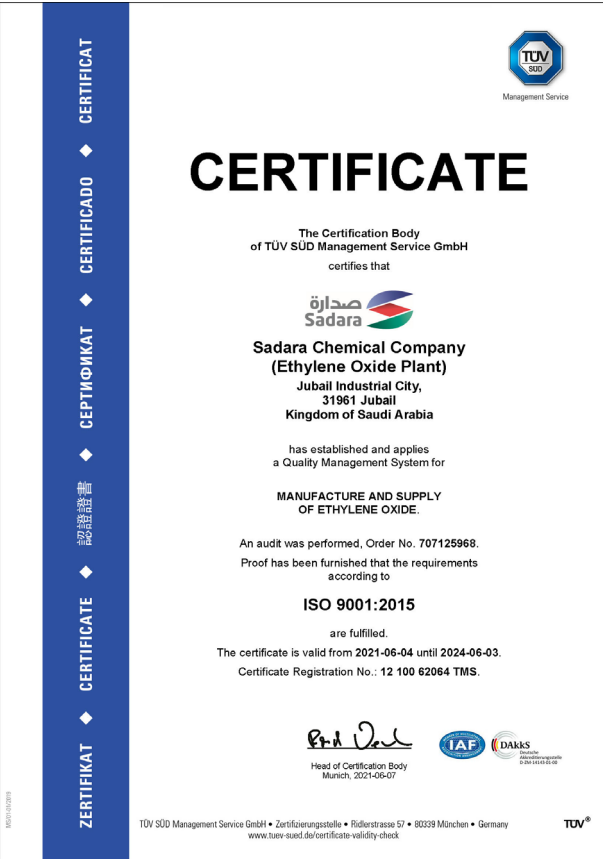 ZERTIFIKAT ◆ CERTIFICATE ◆ 認證證書 ◆ СЕРТИФИКАТ ◆ CERTIFICADO ◆ CERTIFICAT
TÜV
SÜD
Management Service
CERTIFICATE
The Certification Body
of TÜV SÜD Management Service GmbH
certifies that
صدارة
Sadara
Sadara Chemical Company
(Ethylene Oxide Plant)
Jubail Industrial City,
31961 Jubail
Kingdom of Saudi Arabia
has established and applies
a Quality Management System for
MANUFACTURE AND SUPPLY
OF ETHYLENE OXIDE.
An audit was performed, Order No. 707125968.
Proof has been furnished that the requirements
according to
ISO 9001:2015
are fulfilled.
The certificate is valid from 2021-06-04 until 2024-06-03.
Certificate Registration No.: 12 100 62064 TMS.
Head of Certification Body
Munich, 2021-06-07
IAF
DAkkS
Deutsche
Akkreditierungsstelle
D-ZM-14143-01-00
TÜV SÜD Management Service GmbH • Zertifizierungsstelle • Ridlerstrasse 57 • 80339 München • Germany
www.tuev-sued.de/certificate-validity-check
TÜV®